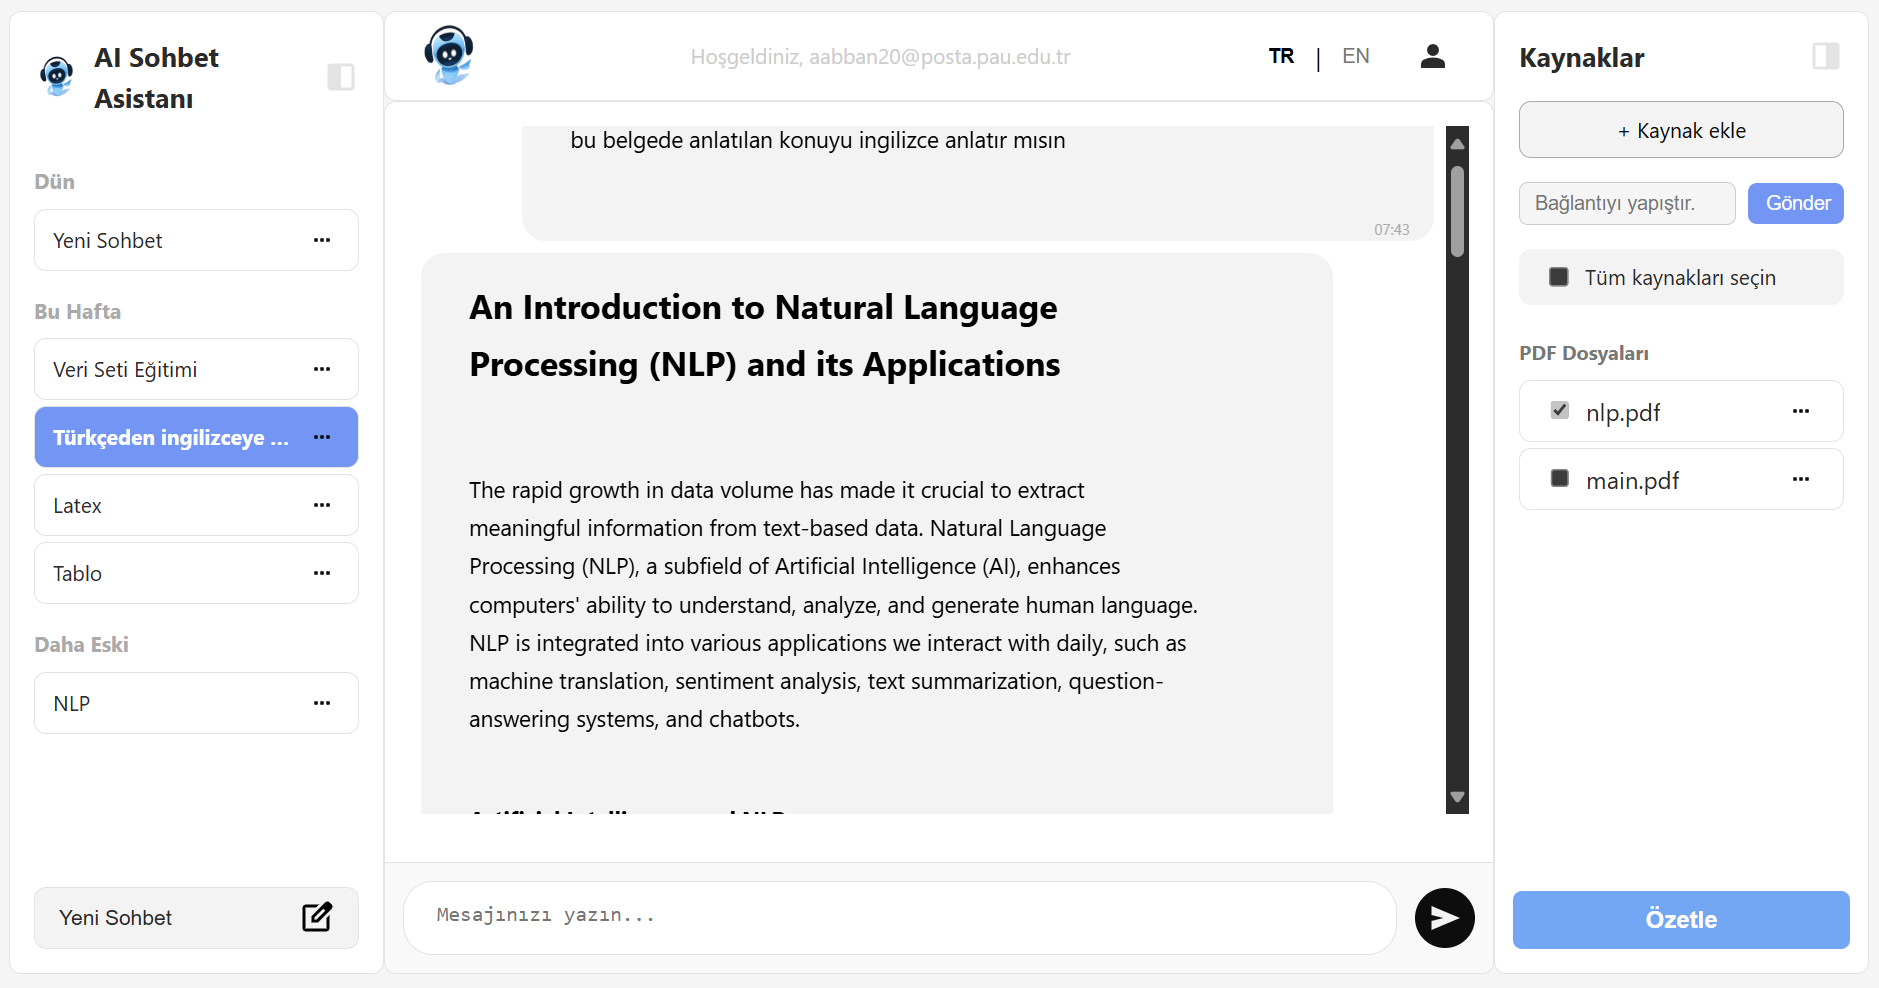 AI Sohbet
Asistanı
Dün
Yeni Sohbet
Bu Hafta
Veri Seti Eğitimi
Türkçeden ingilizceye ...
Latex
Tablo
Daha Eski
NLP
Yeni Sohbet
Hoşgeldiniz, aabban20@posta.pau.edu.tr
TR | EN
bu belgede anlatılan konuyu ingilizce anlatır mısın
07:43
An Introduction to Natural Language
Processing (NLP) and its Applications
The rapid growth in data volume has made it crucial to extract
meaningful information from text-based data. Natural Language
Processing (NLP), a subfield of Artificial Intelligence (AI), enhances
computers' ability to understand, analyze, and generate human language.
NLP is integrated into various applications we interact with daily, such as
machine translation, sentiment analysis, text summarization, question-
answering systems, and chatbots.
Mesajınızı yazın...
Kaynaklar
+ Kaynak ekle
Bağlantıyı yapıştır.
Gönder
Tüm kaynakları seçin
PDF Dosyaları
nlp.pdf
main.pdf
Özetle